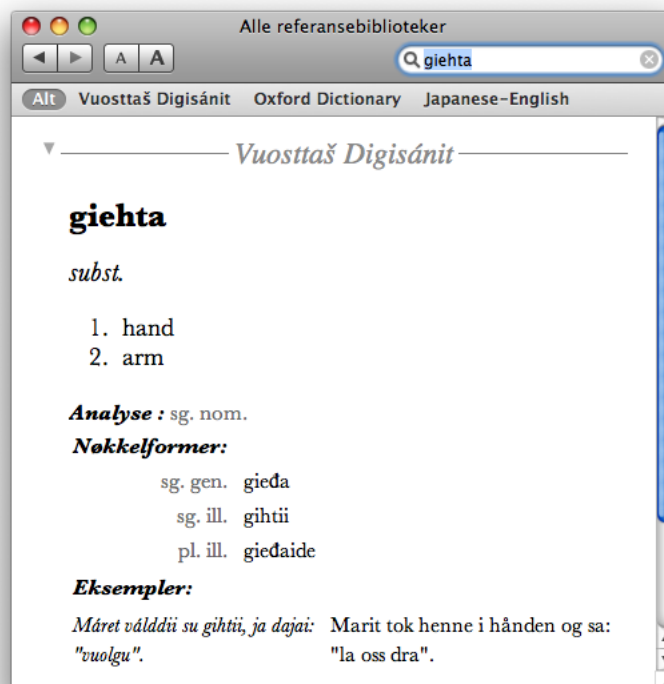 Alle referansebiblioteker
A A giehta
Alt Vuosttaš Digisánit Oxford Dictionary Japanese-English
Vuosttaš Digisánit
giehta
subst.
1. hand
2. arm
Analyse : sg. nom.
Nøkkelformer:
sg. gen. gieđa
sg. ill. gihtii
pl. ill. gieđaide
Eksempler:
Máret válddii su gihtii, ja dajai: Marit tok henne i hånden og sa:
"vuolgu". "la oss dra".